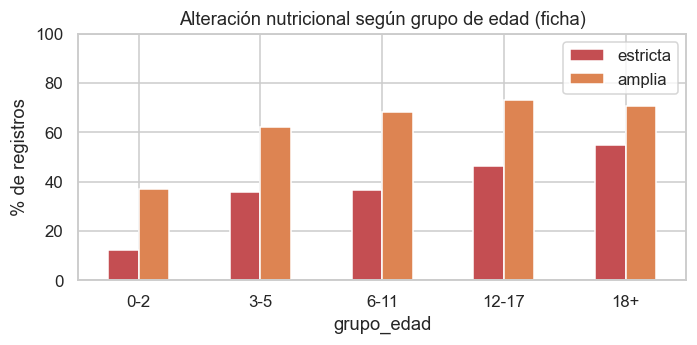 Alteración nutricional según grupo de edad (ficha)
estricta
amplia
% de registros
100
80
60
40
20
0
0-2 3-5 6-11 12-17 18+
grupo_edad